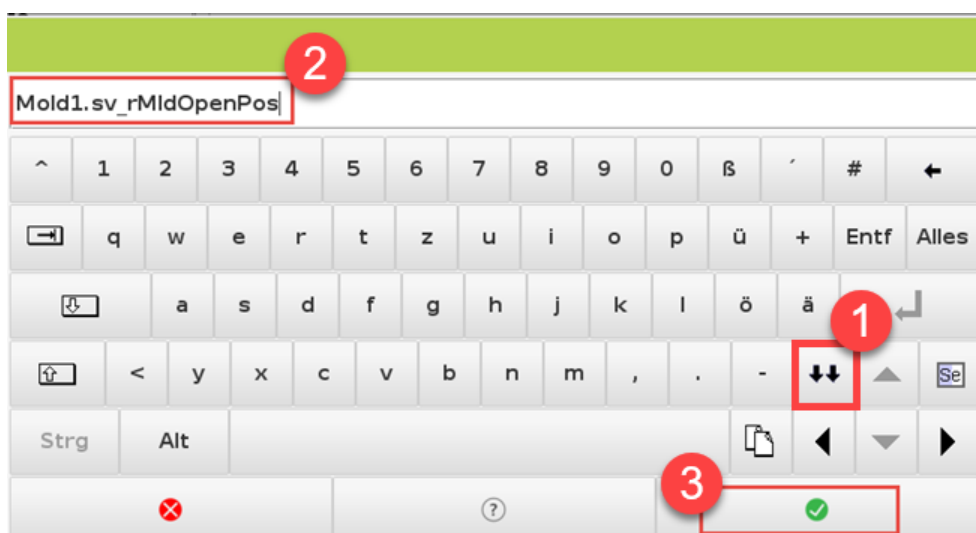 2
Mold1.sv_rMldOpenPos
^ 1 2 3 4 5 6 7 8 9 0 ß ´ #
q w e r t z u i o p ü + Entf Alles
a s d f g h j k l ö ä
1
< y x c v b n m , . - Se
Strg Alt
3
?